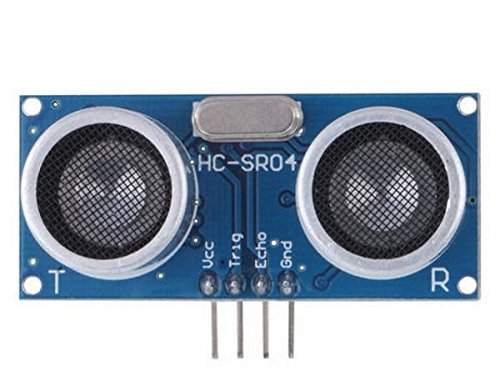 HC-SR04
Vcc
Trig
Echo
Gnd
T
R